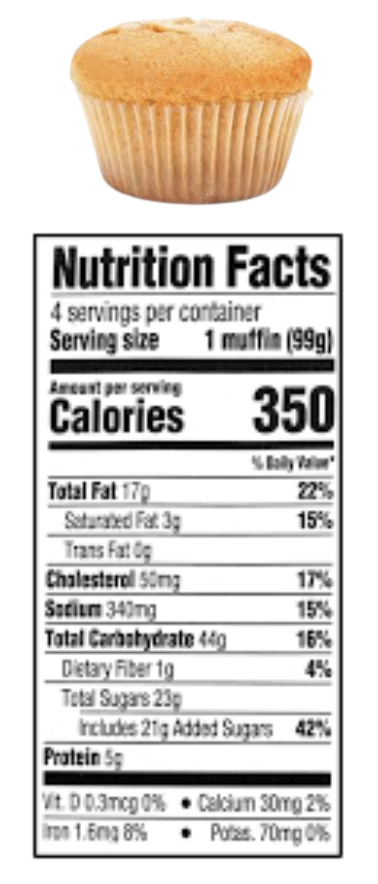 Nutrition Facts
4 servings per container
Serving size 1 muffin (99g)
Amount per serving
Calories 350
% Daily Value*
Total Fat 17g 22%
Saturated Fat 3g 15%
Trans Fat 0g
Cholesterol 50mg 17%
Sodium 340mg 15%
Total Carbohydrate 44g 16%
Dietary Fiber 1g 4%
Total Sugars 23g
Includes 21g Added Sugars 42%
Protein 5g
Vit. D 0.3mcg 0% • Calcium 30mg 2%
Iron 1.6mg 8% • Potas. 70mg 0%